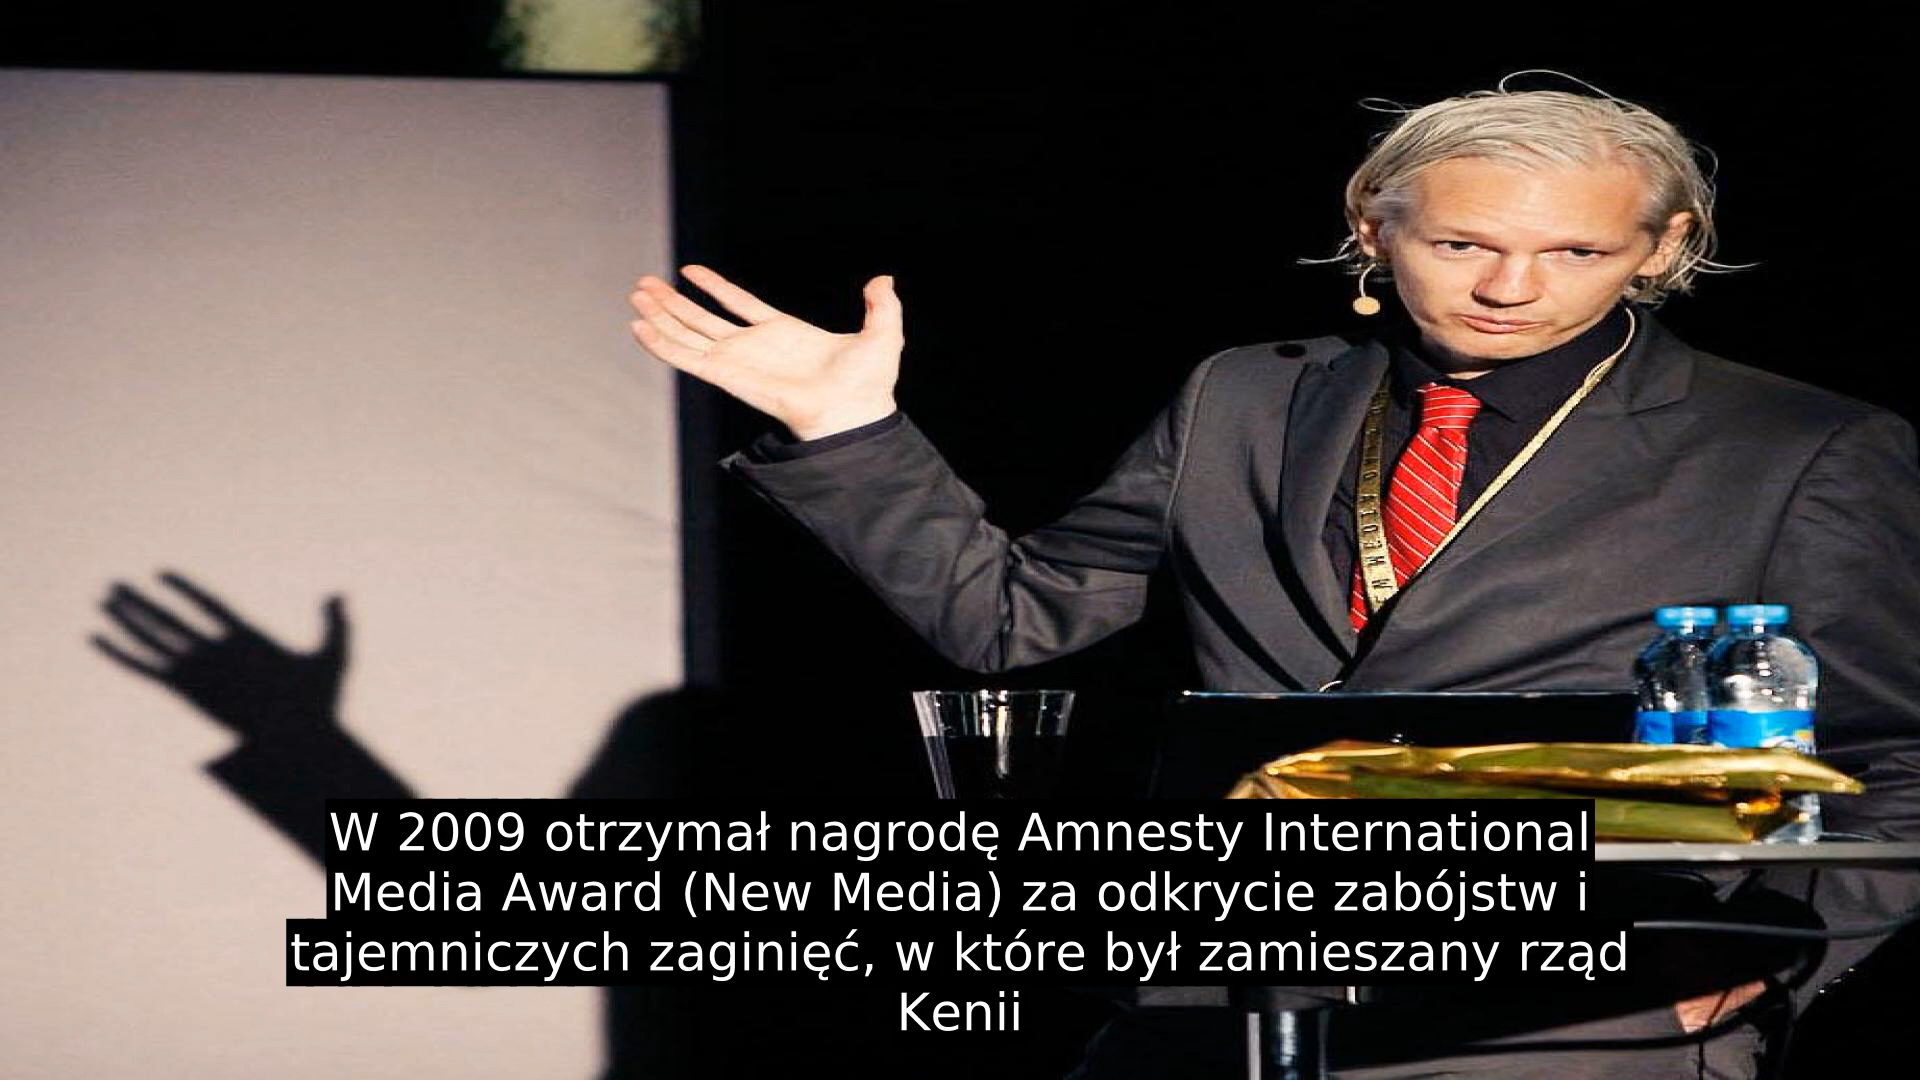 W 2009 otrzymał nagrodę Amnesty International
Media Award (New Media) za odkrycie zabójstw i
tajemniczych zaginięć, w które był zamieszany rząd
Kenii